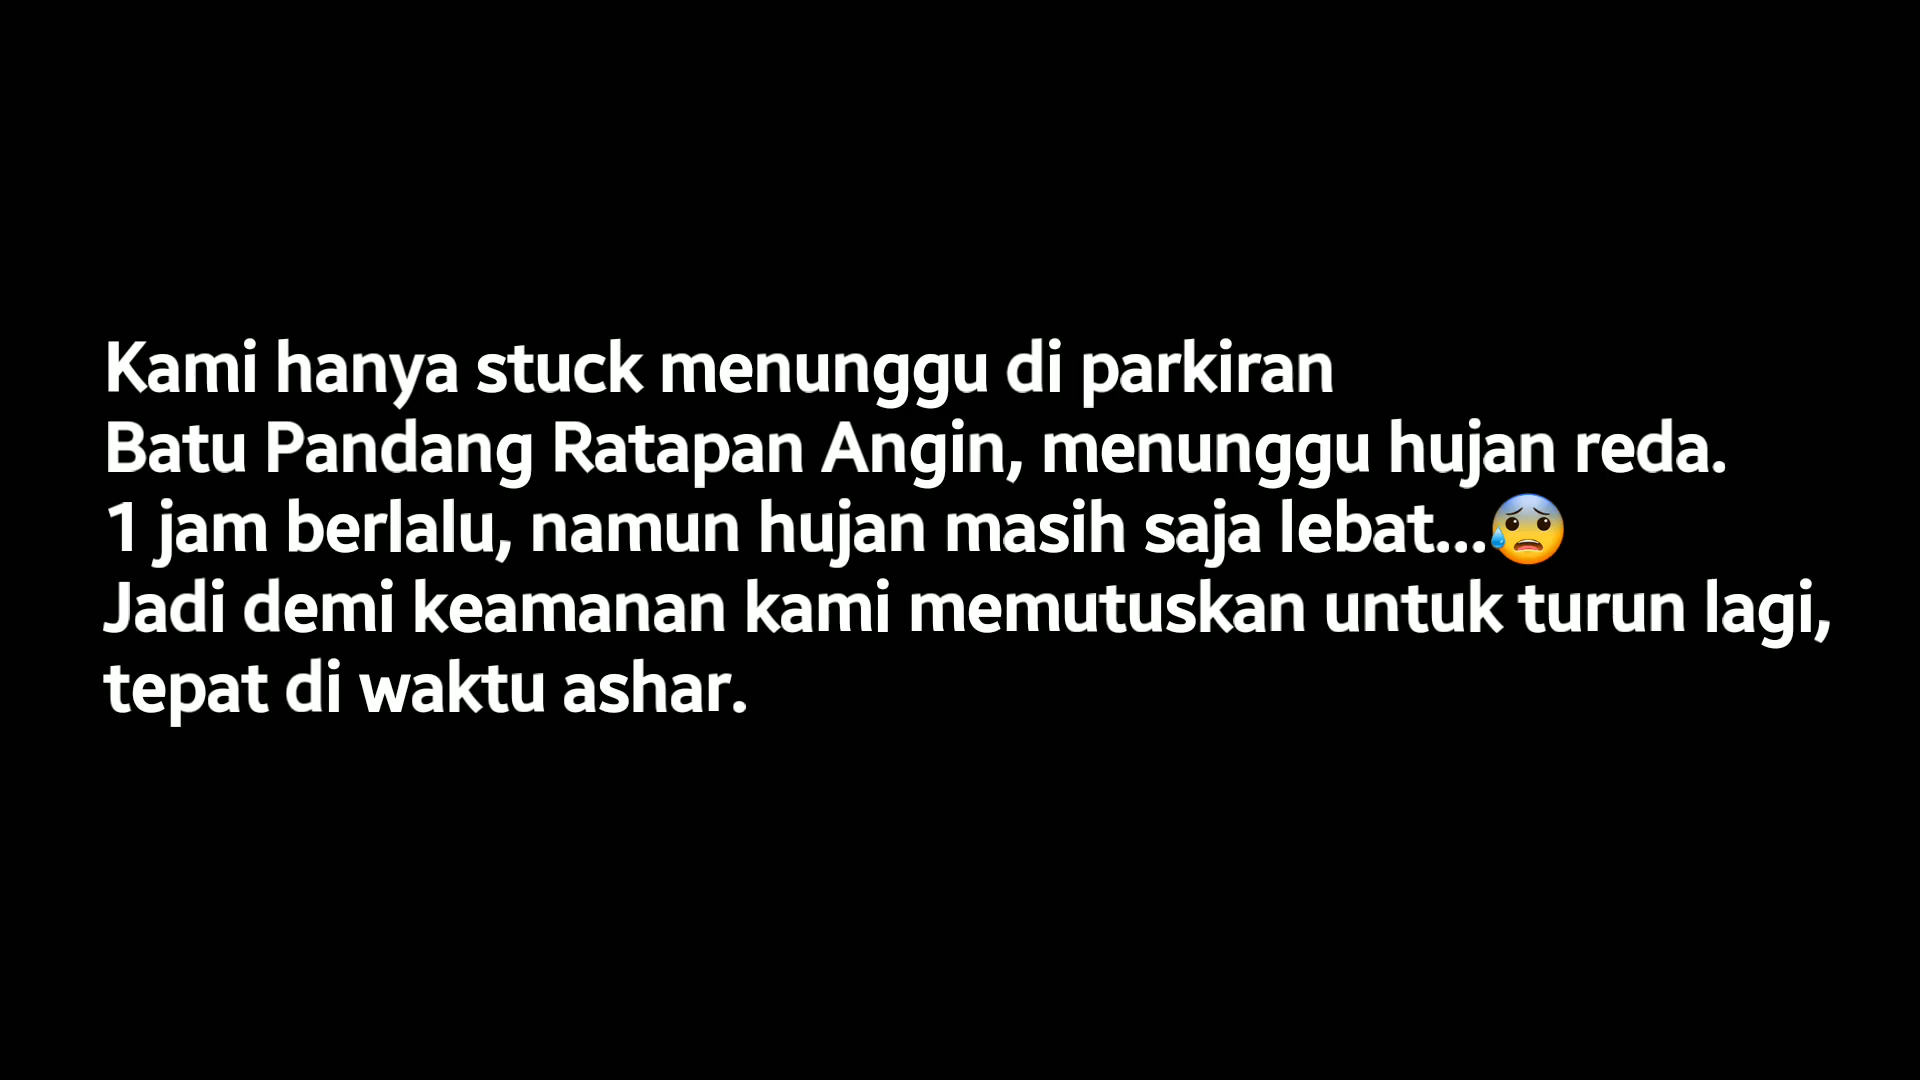 Kami hanya stuck menunggu di parkiran
Batu Pandang Ratapan Angin, menunggu hujan reda.
1 jam berlalu, namun hujan masih saja lebat...😰
Jadi demi keamanan kami memutuskan untuk turun lagi,
tepat di waktu ashar.